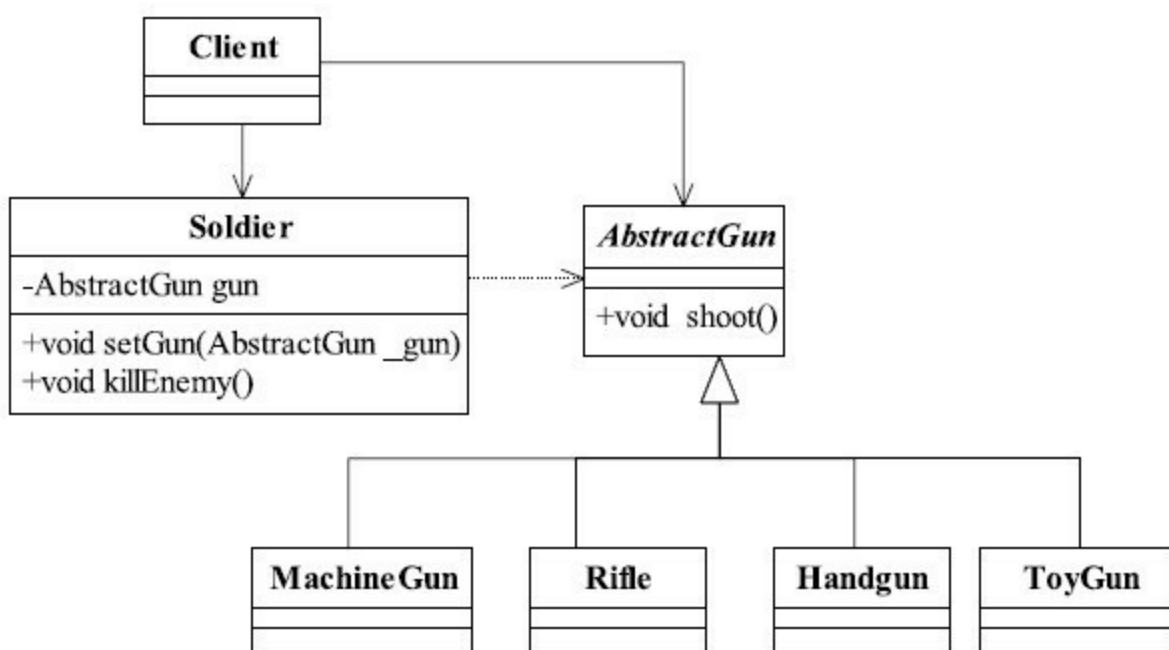 Client
Soldier
-AbstractGun gun
+void setGun(AbstractGun _gun)
+void killEnemy()
AbstractGun
+void shoot()
MachineGun
Rifle
Handgun
ToyGun